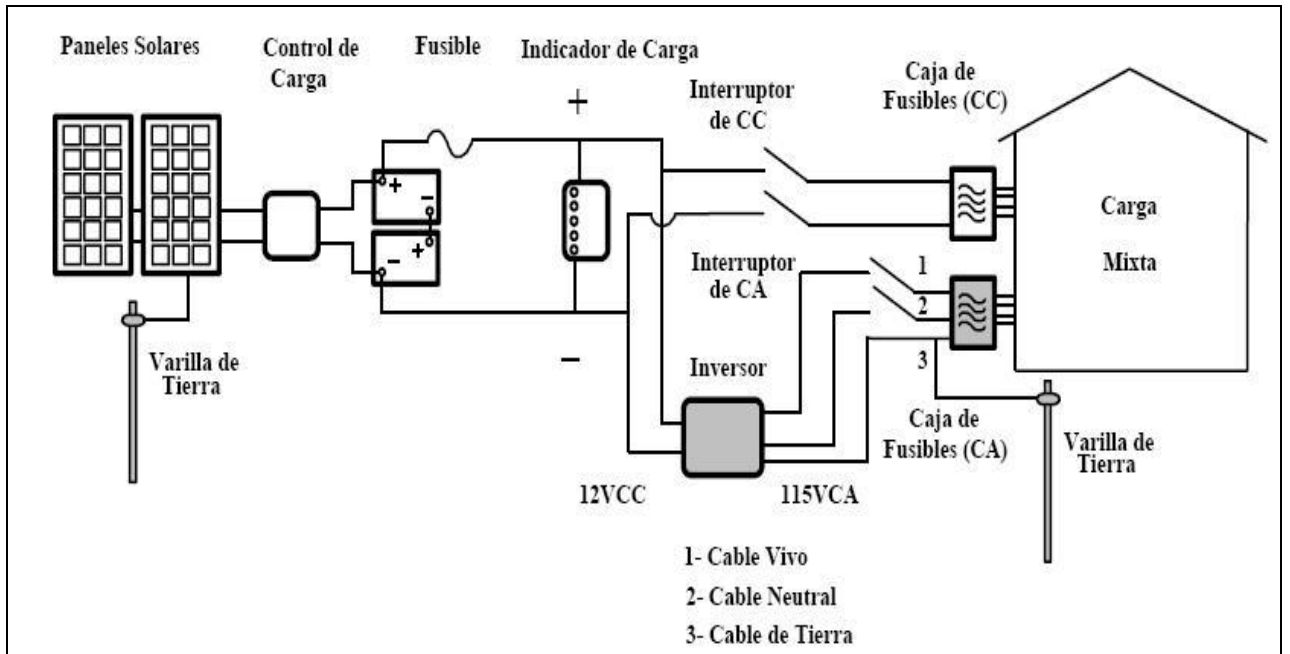 Paneles Solares
Control de
Carga
Fusible
Indicador de Carga
+
−
Interruptor
de CC
Caja de
Fusibles (CC)
+
−
+
−
Carga
Mixta
Interruptor
de CA
1
2
3
Varilla de
Tierra
Inversor
Caja de
Fusibles (CA)
Varilla de
Tierra
12VCC
115VCA
1- Cable Vivo
2- Cable Neutral
3- Cable de Tierra